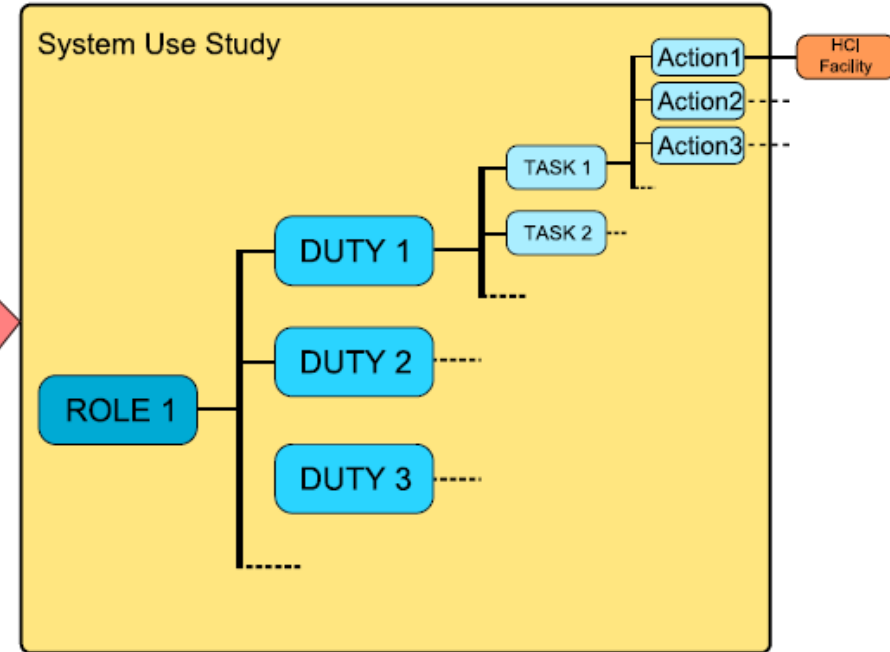 System Use Study
Action1
HCI
Facility
Action2
Action3
TASK 1
TASK 2
DUTY 1
DUTY 2
ROLE 1
DUTY 3